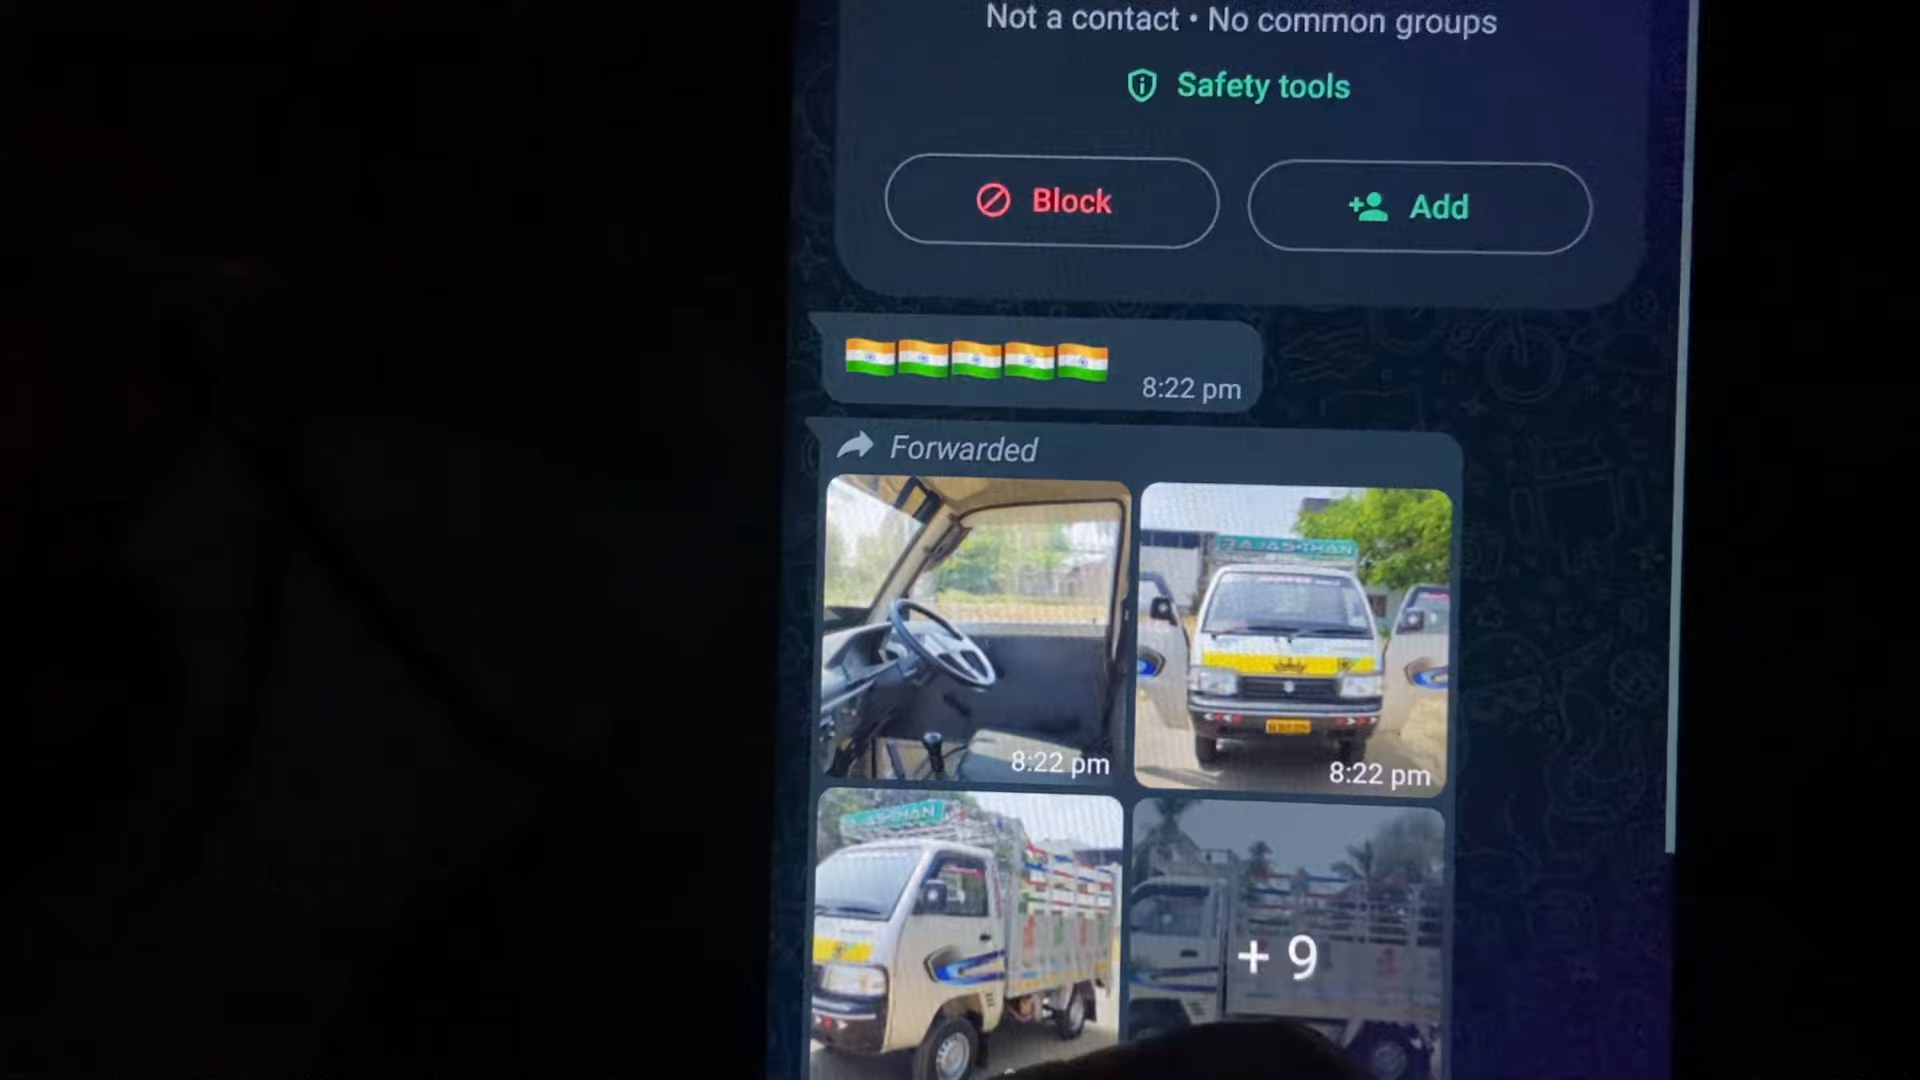 Not a contact • No common groups
Safety tools
Block
Add
8:22 pm
Forwarded
RAJASTHAN
8:22 pm
8:22 pm
+ 9